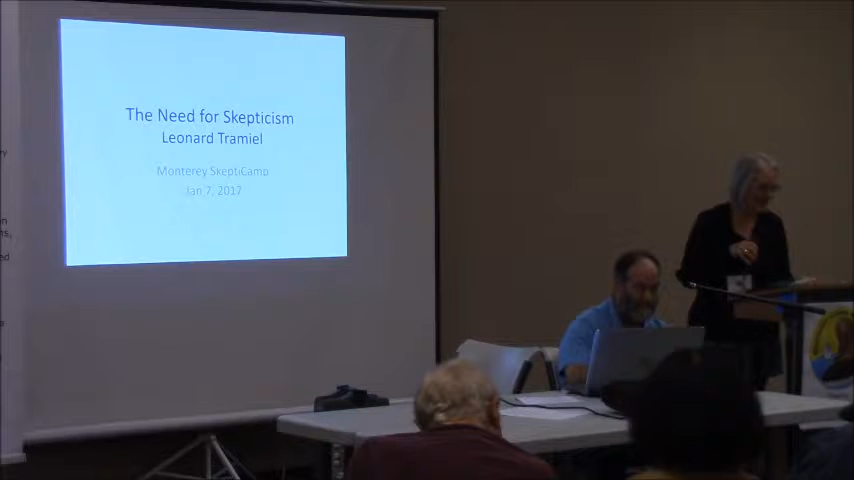 The Need for Skepticism
Leonard Tramiel
Monterey SkeptiCamp
Jan 7, 2017